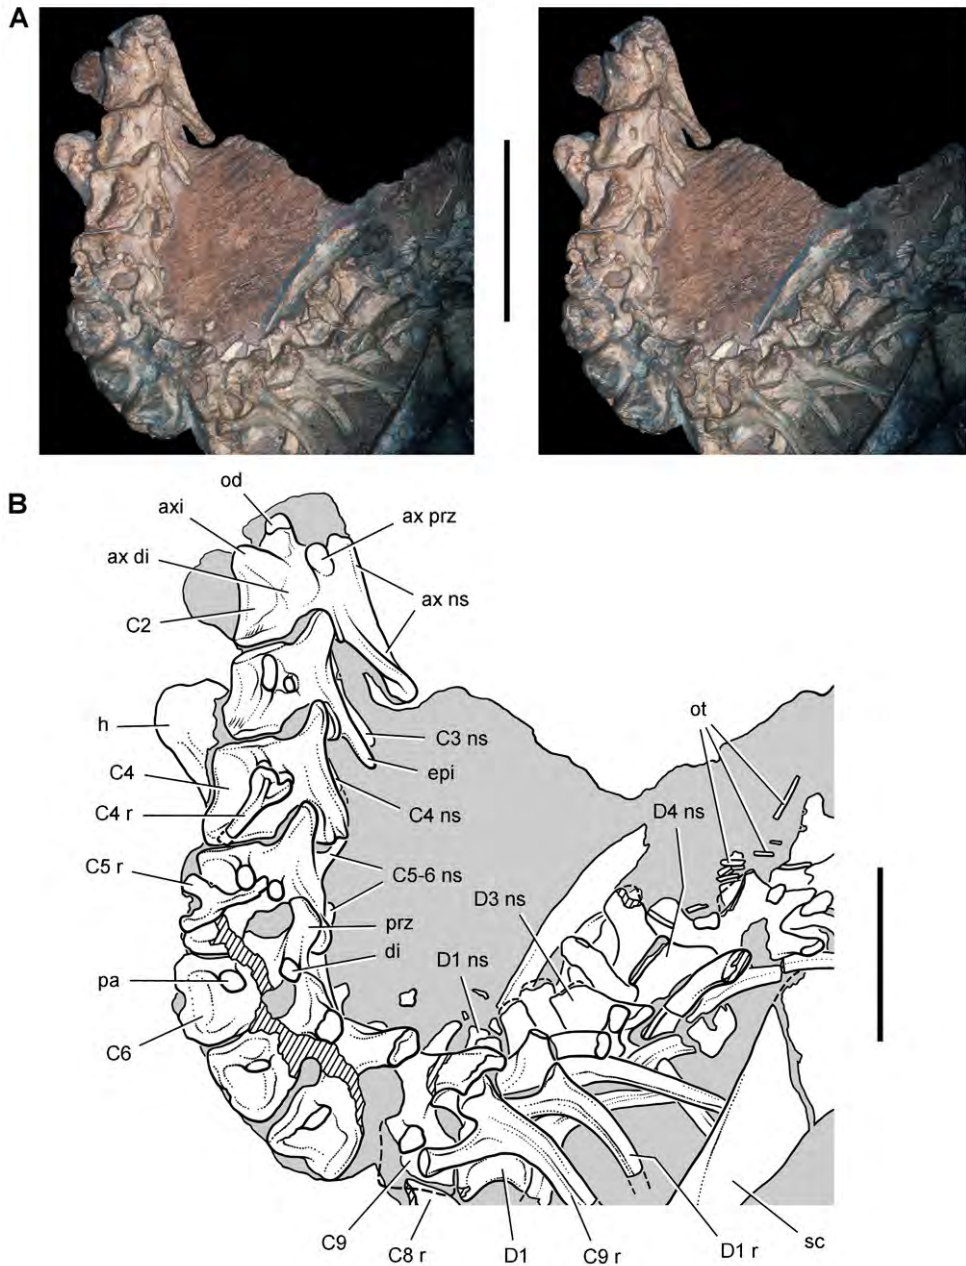 A
B
od
axi
ax prz
ax di
ax ns
C2
h
ot
C3 ns
C4
epi
D4 ns
C4 r
C4 ns
C5 r
C5-6 ns
D3 ns
prz
D1 ns
di
pa
C6
C9
C8 r
D1
C9 r
D1 r
sc